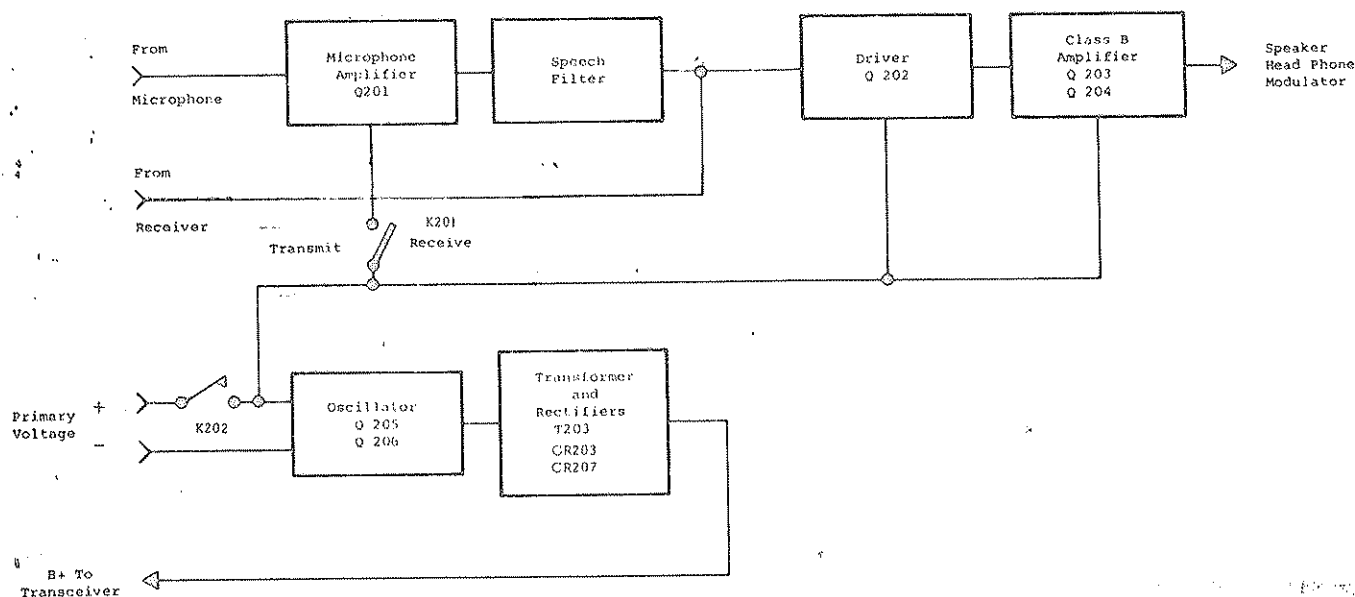 From
Microphone
Microphone
Amplifier
Q201
Speech
Filter
Driver
Q 202
Class B
Amplifier
Q 203
Q 204
Speaker
Head Phone
Modulator
From
Receiver
Transmit
K201
Receive
Primary
Voltage
+
-
K202
Oscillator
Q 205
Q 206
Transformer
and
Rectifiers
T203
CR203
CR207
B+ To
Transceiver